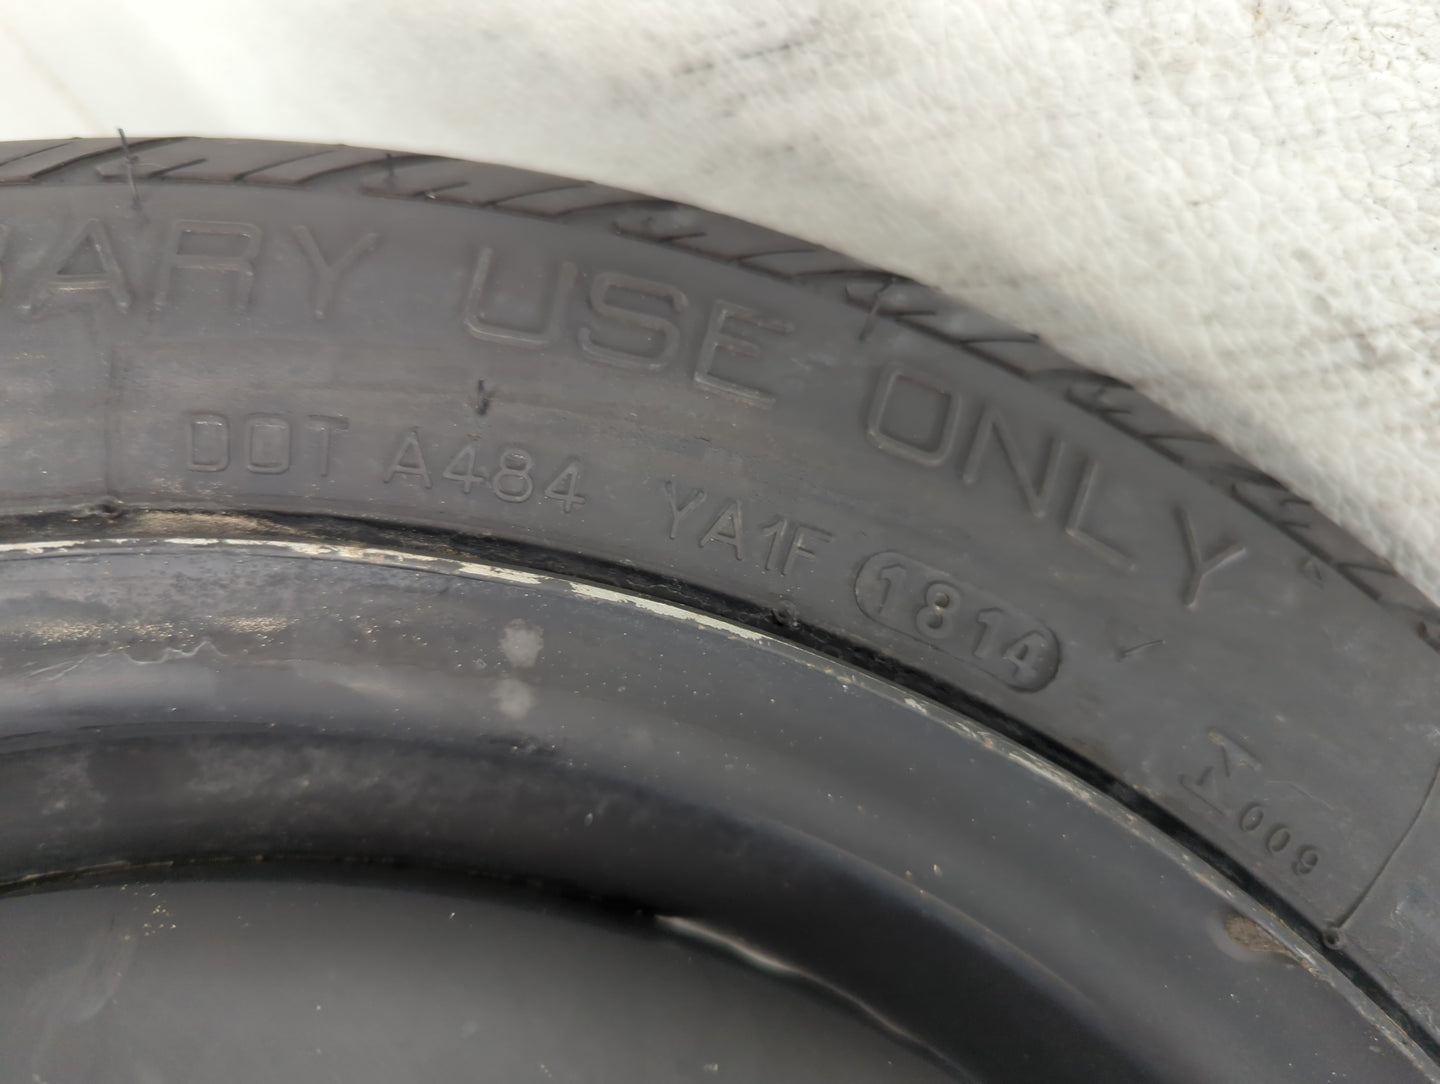 ARY USE ONLY
DOT A484 YA1F 1814
009